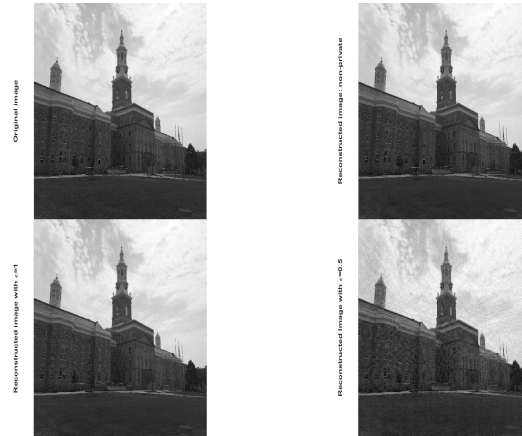 Original image
Reconstructed image: non-private
Reconstructed image with ϵ=1
Reconstructed image with ϵ=0.5